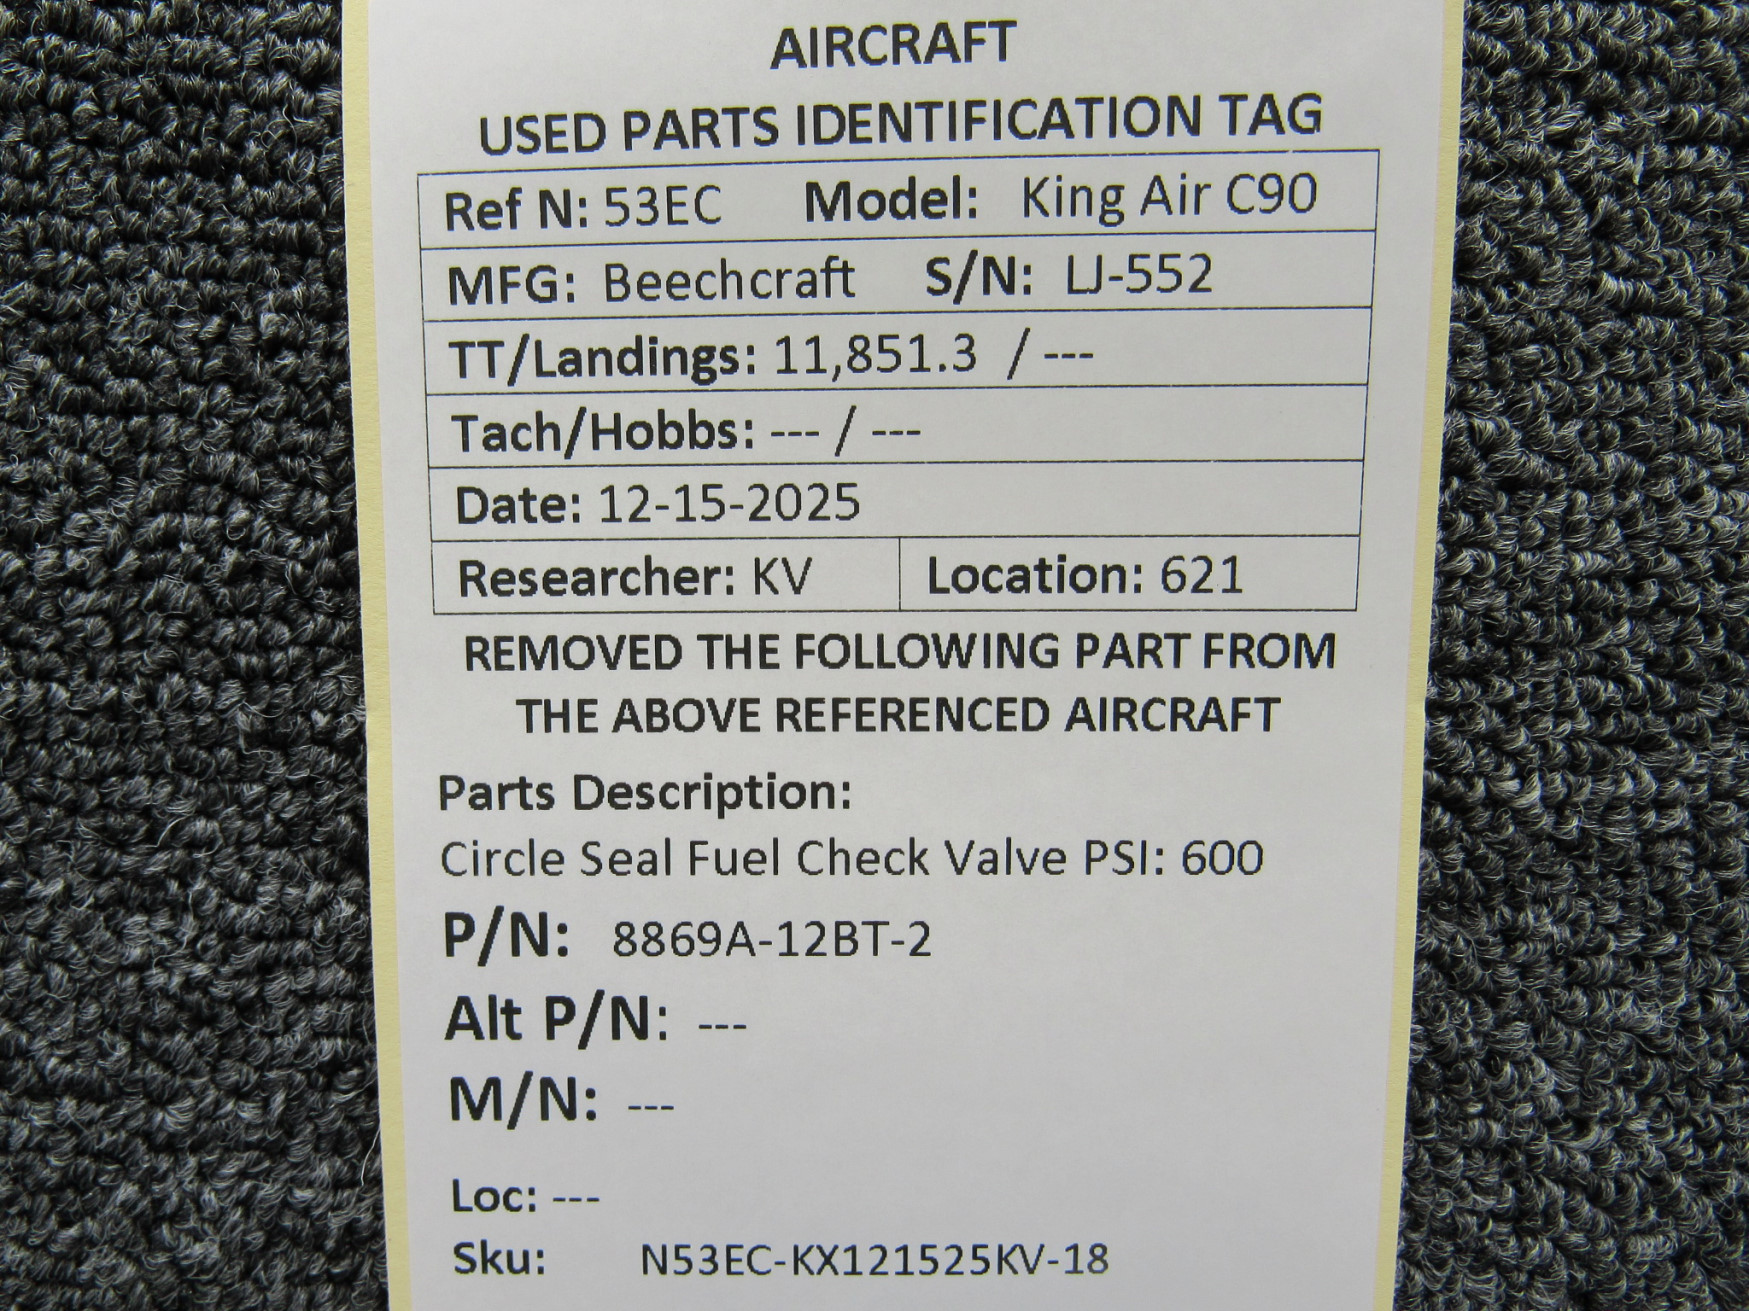 AIRCRAFT
USED PARTS IDENTIFICATION TAG
Ref N: 53EC Model: King Air C90
MFG: Beechcraft S/N: LJ-552
TT/Landings: 11,851.3 / ---
Tach/Hobbs: --- / ---
Date: 12-15-2025
Researcher: KV Location: 621
REMOVED THE FOLLOWING PART FROM
THE ABOVE REFERENCED AIRCRAFT
Parts Description:
Circle Seal Fuel Check Valve PSI: 600
P/N: 8869A-12BT-2
Alt P/N: ---
M/N: ---
Loc: ---
Sku: N53EC-KX121525KV-18